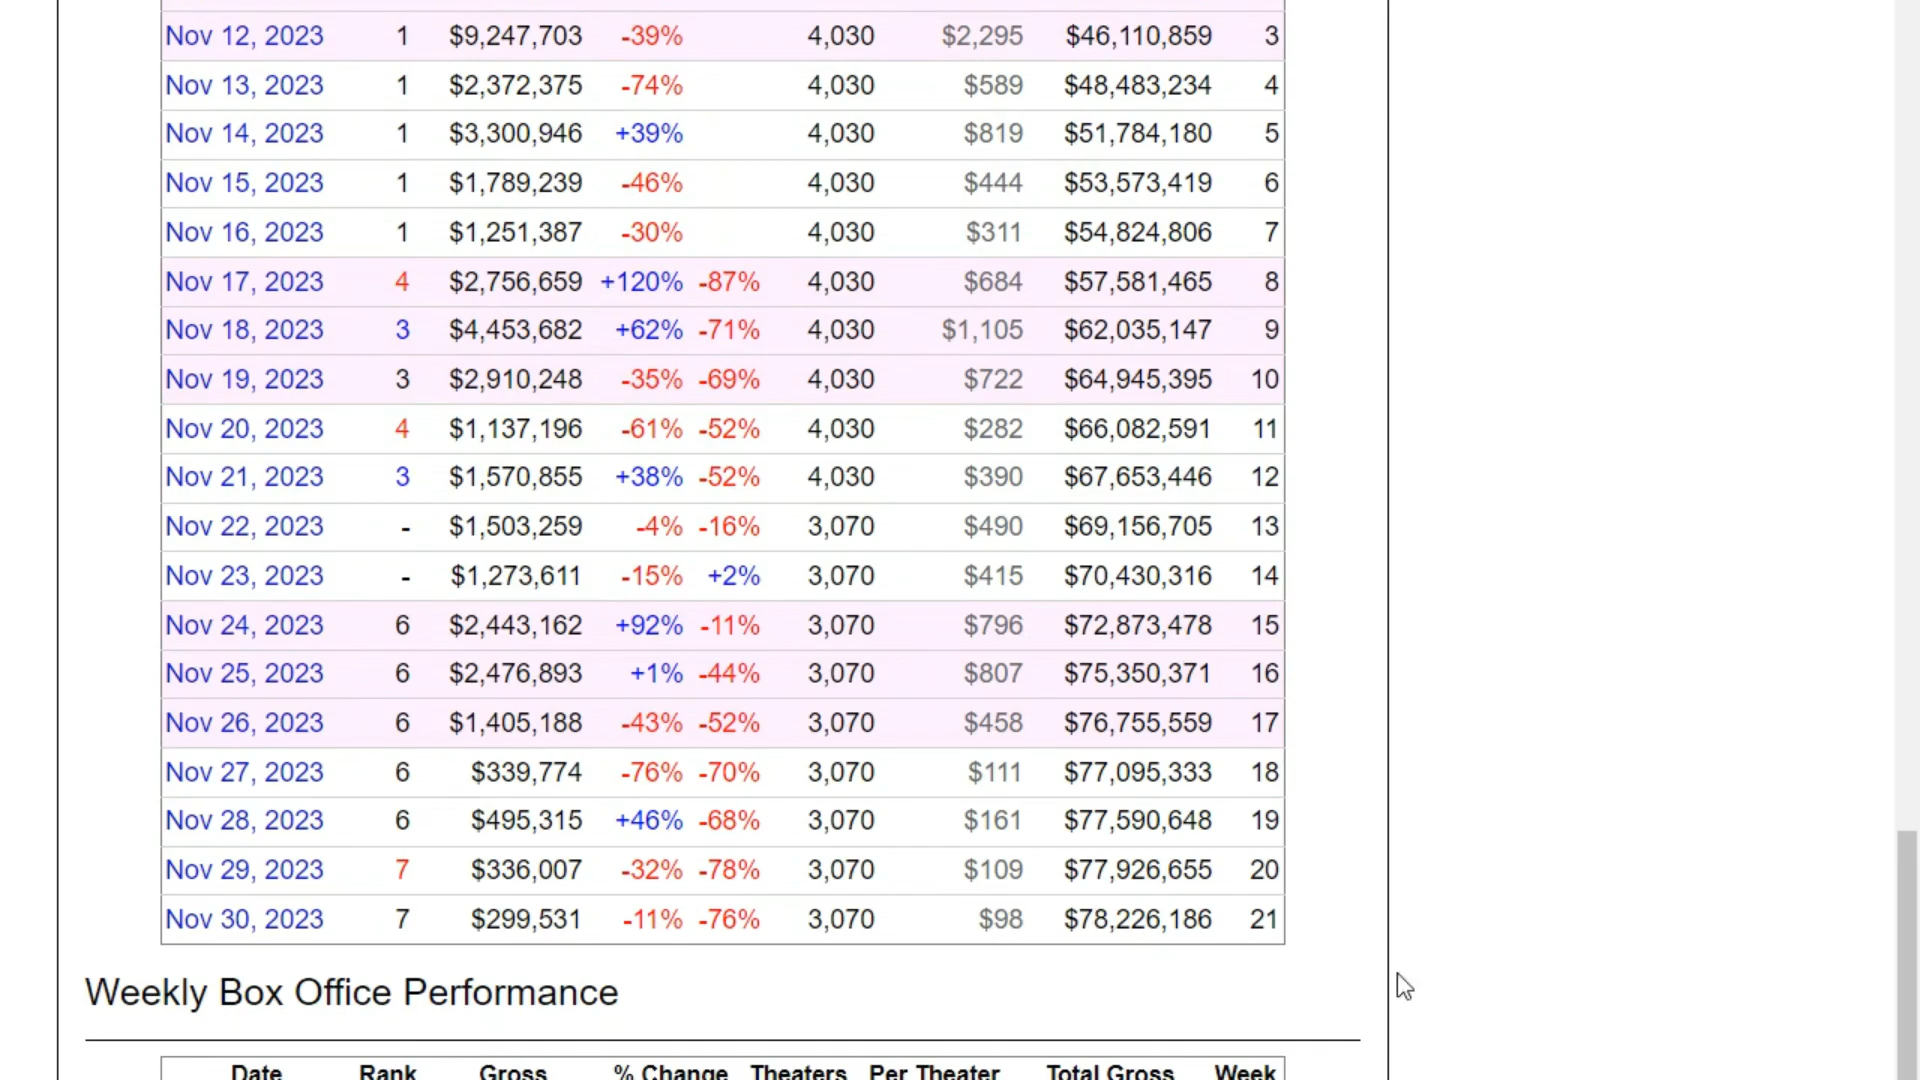 Nov 12, 2023 1 $9,247,703 -39% 4,030 $2,295 $46,110,859 3
Nov 13, 2023 1 $2,372,375 -74% 4,030 $589 $48,483,234 4
Nov 14, 2023 1 $3,300,946 +39% 4,030 $819 $51,784,180 5
Nov 15, 2023 1 $1,789,239 -46% 4,030 $444 $53,573,419 6
Nov 16, 2023 1 $1,251,387 -30% 4,030 $311 $54,824,806 7
Nov 17, 2023 4 $2,756,659 +120% -87% 4,030 $684 $57,581,465 8
Nov 18, 2023 3 $4,453,682 +62% -71% 4,030 $1,105 $62,035,147 9
Nov 19, 2023 3 $2,910,248 -35% -69% 4,030 $722 $64,945,395 10
Nov 20, 2023 4 $1,137,196 -61% -52% 4,030 $282 $66,082,591 11
Nov 21, 2023 3 $1,570,855 +38% -52% 4,030 $390 $67,653,446 12
Nov 22, 2023 - $1,503,259 -4% -16% 3,070 $490 $69,156,705 13
Nov 23, 2023 - $1,273,611 -15% +2% 3,070 $415 $70,430,316 14
Nov 24, 2023 6 $2,443,162 +92% -11% 3,070 $796 $72,873,478 15
Nov 25, 2023 6 $2,476,893 +1% -44% 3,070 $807 $75,350,371 16
Nov 26, 2023 6 $1,405,188 -43% -52% 3,070 $458 $76,755,559 17
Nov 27, 2023 6 $339,774 -76% -70% 3,070 $111 $77,095,333 18
Nov 28, 2023 6 $495,315 +46% -68% 3,070 $161 $77,590,648 19
Nov 29, 2023 7 $336,007 -32% -78% 3,070 $109 $77,926,655 20
Nov 30, 2023 7 $299,531 -11% -76% 3,070 $98 $78,226,186 21
Weekly Box Office Performance
Date Rank Gross % Change Theaters Per Theater Total Gross Week